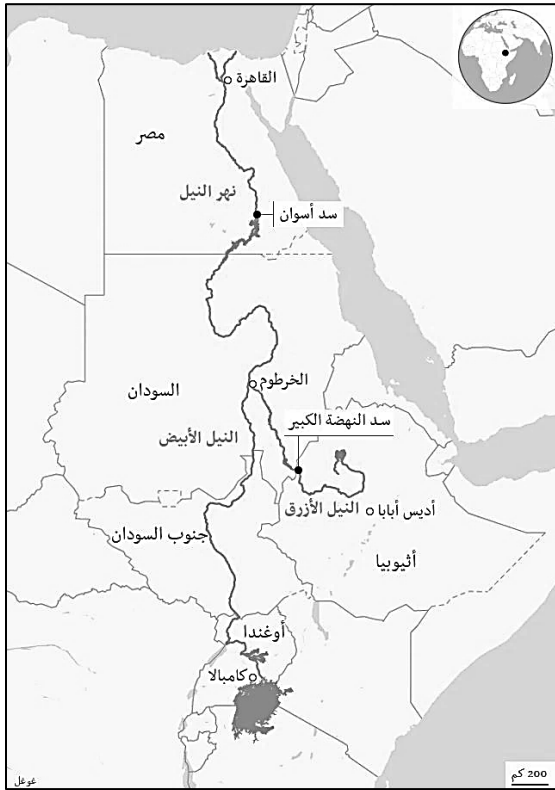 القاهرة
مصر
نهر النيل
سد أسوان
الخرطوم
السودان
سد النهضة الكبير
النيل الأبيض
النيل الأزرق
أديس أبابا
جنوب السودان
أثيوبيا
أوغندا
كامبالا
200 كم
غوغل